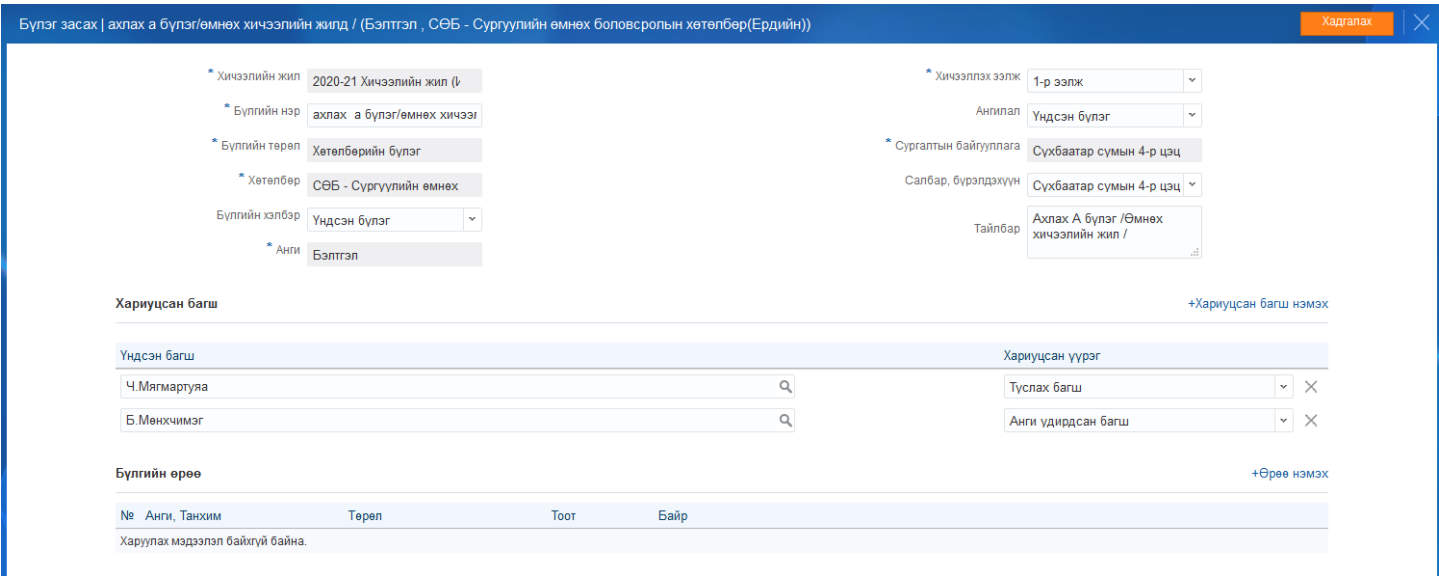 Бүлэг засах | ахлах а бүлэг/өмнөх хичээлийн жилд / (Бэлтгэл , СӨБ - Сургуулийн өмнөх боловсролын хөтөлбөр(Ердийн))
Хадгалах
* Хичээлийн жил 2020-21 Хичээлийн жил (И
* Хичээллэх ээлж 1-р ээлж
* Бүлгийн нэр ахлах а бүлэг/өмнөх хичээл
Ангилал Үндсэн бүлэг
* Бүлгийн төрөл Хөтөлбөрийн бүлэг
* Сургалтын байгууллага Сүхбаатар сумын 4-р цэц
* Хөтөлбөр СӨБ - Сургуулийн өмнөх
Салбар, бүрэлдэхүүн Сүхбаатар сумын 4-р цэц
Бүлгийн хэлбэр Үндсэн бүлэг
Тайлбар Ахлах А бүлэг /Өмнөх
хичээлийн жил /
* Анги Бэлтгэл
Хариуцсан багш +Хариуцсан багш нэмэх
Үндсэн багш Хариуцсан үүрэг
Ч.Мягмартуяа Туслах багш
Б.Мөнхчимэг Анги удирдсан багш
Бүлгийн өрөө +Өрөө нэмэх
№ Анги, Танхим Төрөл Тоот Байр
Харуулах мэдээлэл байхгүй байна.